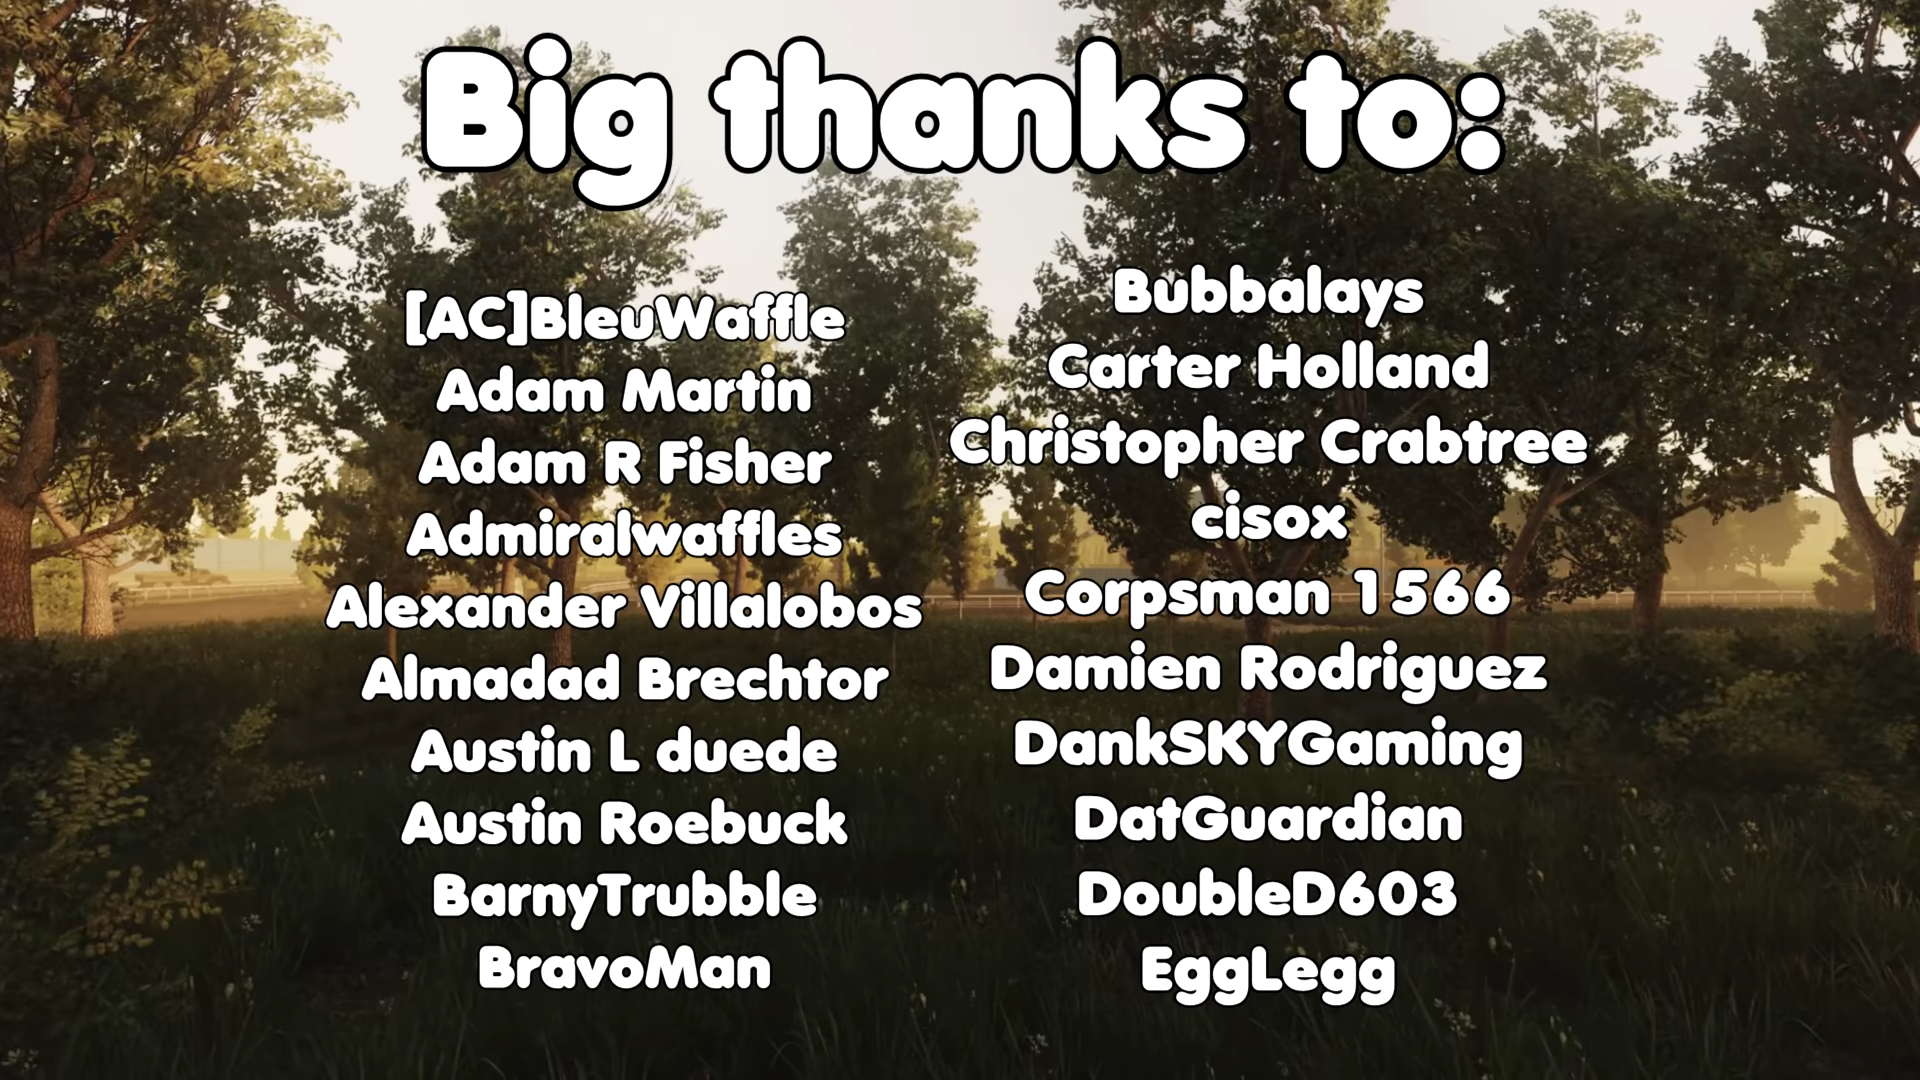 Big thanks to:
[AC]BleuWaffle
Adam Martin
Adam R Fisher
Admiralwaffles
Alexander Villalobos
Almadad Brechtor
Austin L duede
Austin Roebuck
BarnyTrubble
BravoMan
Bubbalays
Carter Holland
Christopher Crabtree
cisox
Corpsman 1566
Damien Rodriguez
DankSKYGaming
DatGuardian
DoubleD603
EggLegg